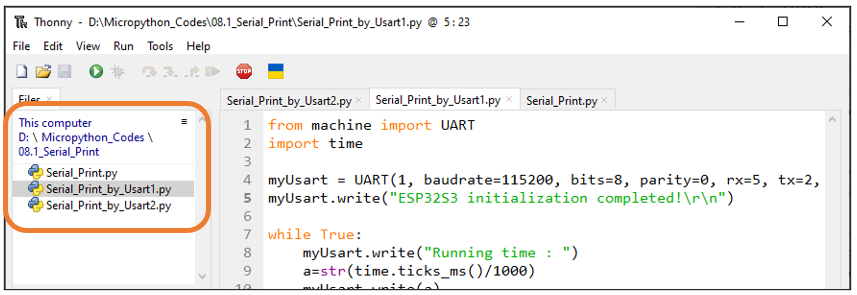 Thonny - D:\Micropython_Codes\08.1_Serial_Print\Serial_Print_by_Usart1.py @ 5:23
File Edit View Run Tools Help
STOP
Files
This computer
D: \ Micropython_Codes \
08.1_Serial_Print
Serial_Print.py
Serial_Print_by_Usart1.py
Serial_Print_by_Usart2.py
Serial_Print_by_Usart2.py Serial_Print_by_Usart1.py Serial_Print.py
1 from machine import UART
2 import time
3
4 myUsart = UART(1, baudrate=115200, bits=8, parity=0, rx=5, tx=2,
5 myUsart.write("ESP32S3 initialization completed!\r\n")
6
7 while True:
8     myUsart.write("Running time : ")
9     a=str(time.ticks_ms()/1000)
10     myUsart.write(a)